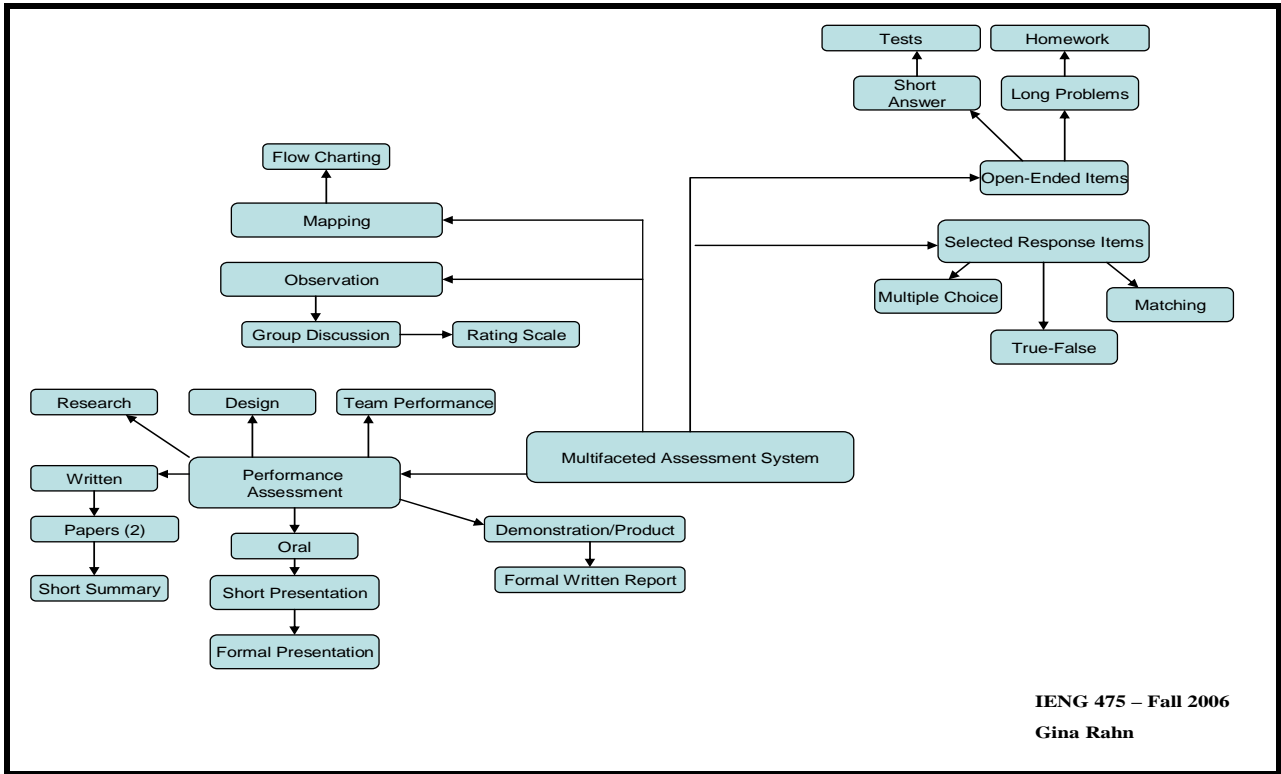 Tests
Homework
Short
Answer
Long Problems
Flow Charting
Open-Ended Items
Mapping
Selected Response Items
Observation
Multiple Choice
Matching
Group Discussion
Rating Scale
True-False
Research
Design
Team Performance
Multifaceted Assessment System
Written
Performance
Assessment
Papers (2)
Demonstration/Product
Oral
Short Summary
Short Presentation
Formal Written Report
Formal Presentation
IENG 475 – Fall 2006
Gina Rahn